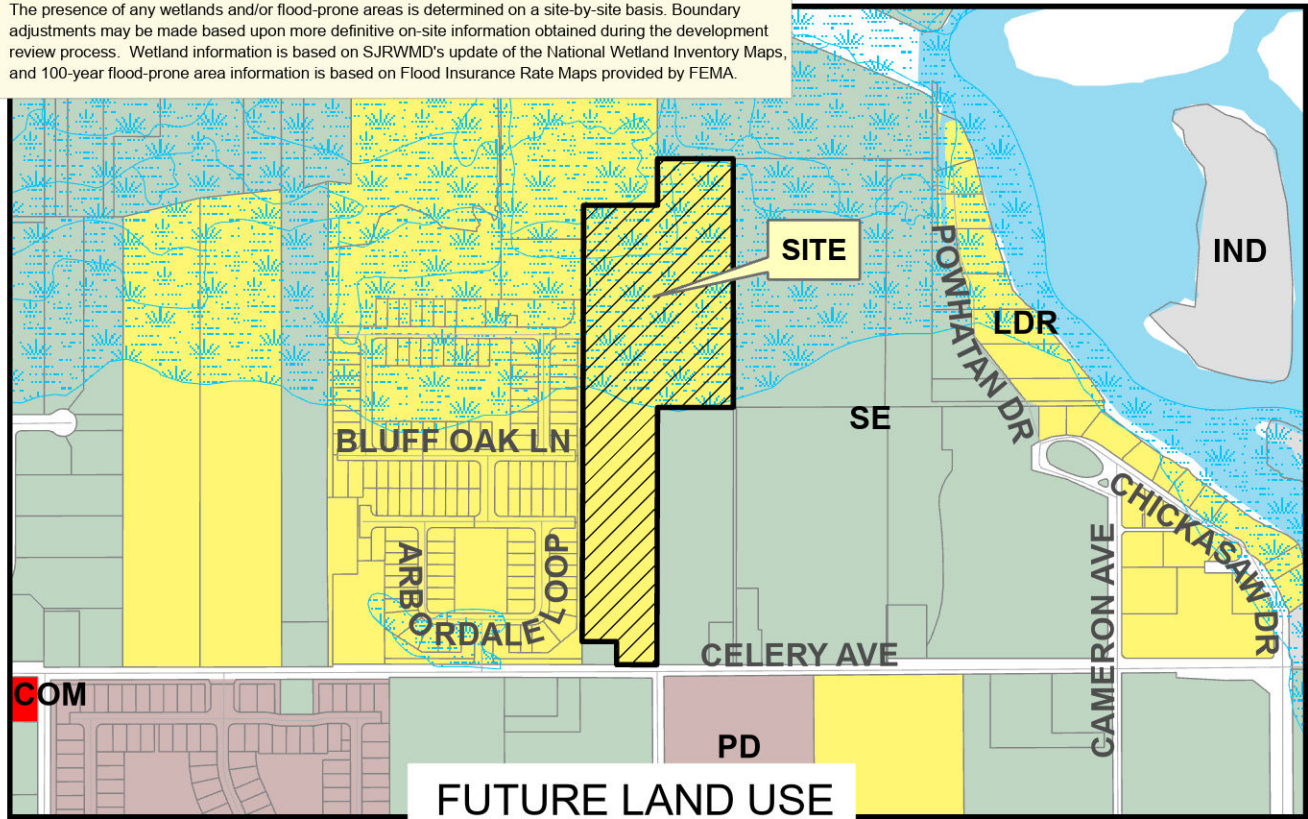 The presence of any wetlands and/or flood-prone areas is determined on a site-by-site basis. Boundary
adjustments may be made based upon more definitive on-site information obtained during the development
review process. Wetland information is based on SJRWMD's update of the National Wetland Inventory Maps,
and 100-year flood-prone area information is based on Flood Insurance Rate Maps provided by FEMA.
SITE
IND
POWHATAN DR
LDR
SE
BLUFF OAK LN
CHICKASAW DR
ARBORDALE LOOP
CAMERON AVE
CELERY AVE
COM
PD
FUTURE LAND USE